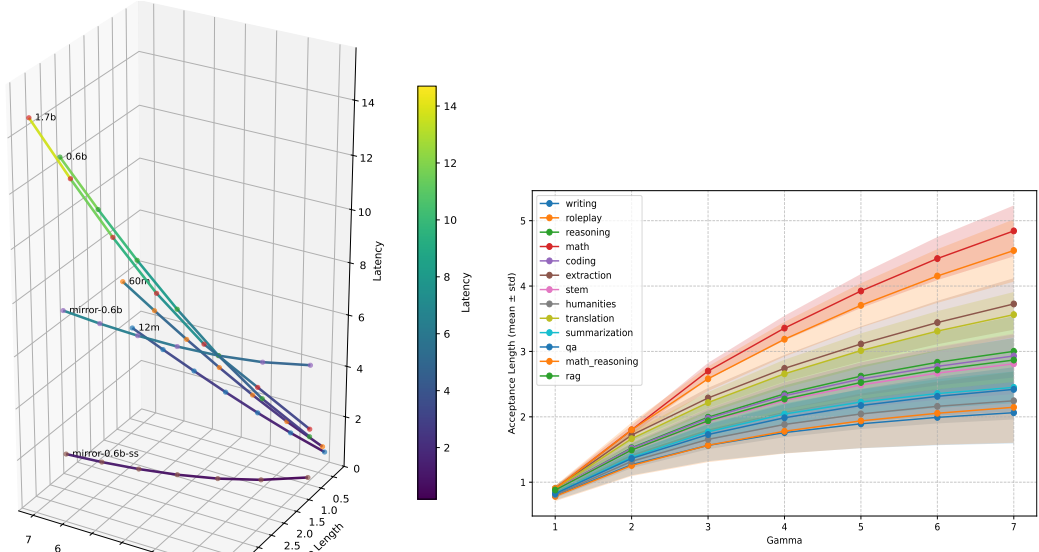 1.7b
0.6b
60m
mirror-0.6b
12m
mirror-0.6b-ss
14
12
10
8
6
4
2
0
Latency
0.5
1.0
1.5
2.0
2.5
Length
7
6
14
12
10
8
6
4
2
Latency
writing
roleplay
reasoning
math
coding
extraction
stem
humanities
translation
summarization
qa
math_reasoning
rag
5
4
3
2
1
Acceptance Length (mean ± std)
1
2
3
4
5
6
7
Gamma